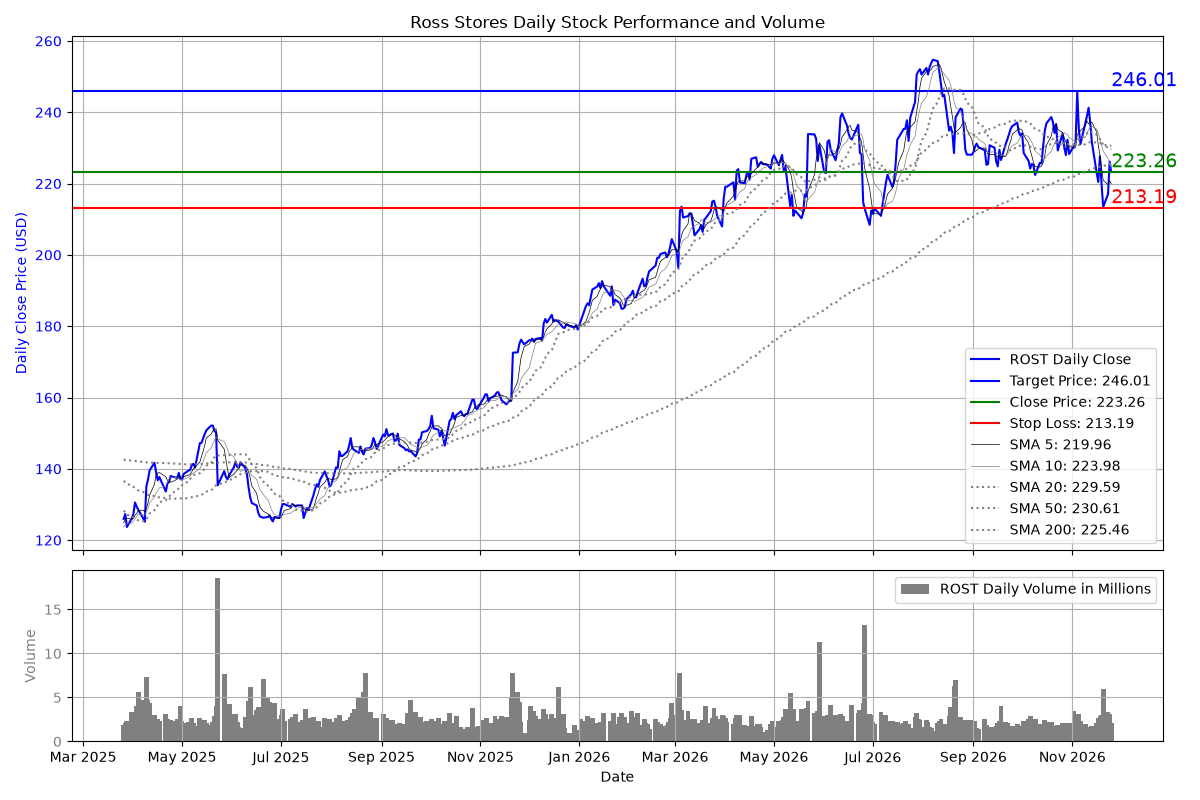 Ross Stores Daily Stock Performance and Volume
260
240
220
200
180
160
140
120
Daily Close Price (USD)
246.01
223.26
213.19
ROST Daily Close
Target Price: 246.01
Close Price: 223.26
Stop Loss: 213.19
SMA 5: 219.96
SMA 10: 223.98
SMA 20: 229.59
SMA 50: 230.61
SMA 200: 225.46
ROST Daily Volume in Millions
15
10
5
0
Volume
Mar 2025 May 2025 Jul 2025 Sep 2025 Nov 2025 Jan 2026 Mar 2026 May 2026 Jul 2026 Sep 2026 Nov 2026
Date